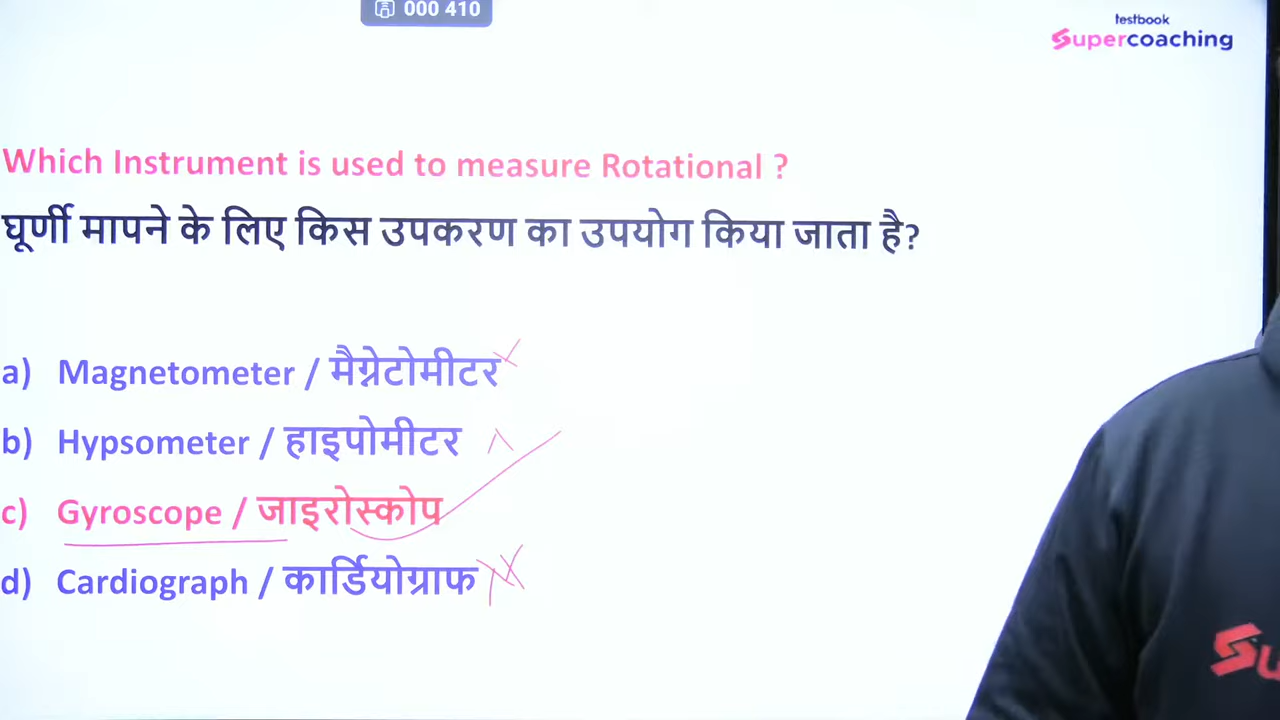 000 410
testbook
Supercoaching
Which Instrument is used to measure Rotational ?
घूर्णी मापने के लिए किस उपकरण का उपयोग किया जाता है?
a) Magnetometer / मैग्नेटोमीटर
b) Hypsometer / हाइपोमीटर
c) Gyroscope / जाइरोस्कोप
d) Cardiograph / कार्डियोग्राफ